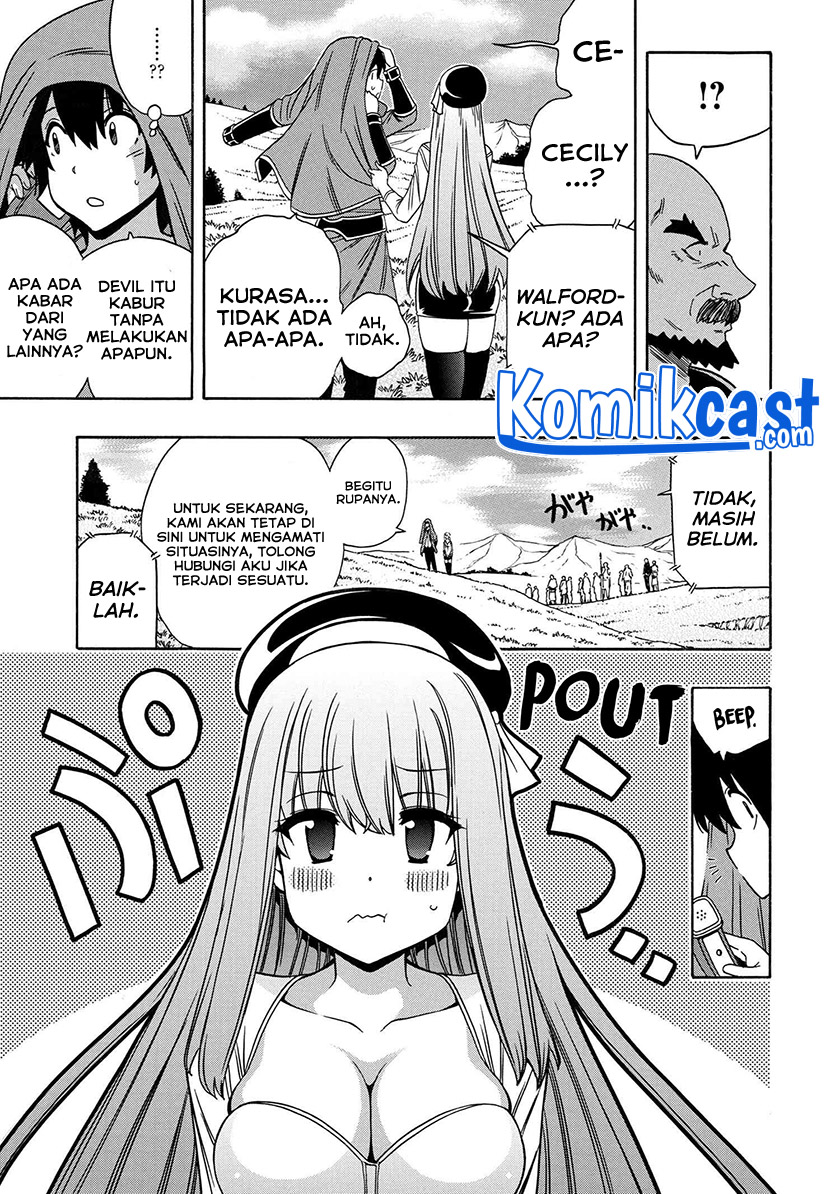 !?
CE-
CECILY
...?
WALFORD-
KUN? ADA
APA?
AH,
TIDAK.
KURASA...
TIDAK ADA
APA-APA.
......
??
DEVIL ITU
KABUR
TANPA
MELAKUKAN
APAPUN.
APA ADA
KABAR
DARI
YANG
LAINNYA?
Komikcast
.com
TIDAK,
MASIH
BELUM.
がや
がや..
BEGITU
RUPANYA.
UNTUK SEKARANG,
KAMI AKAN TETAP DI
SINI UNTUK MENGAMATI
SITUASINYA, TOLONG
HUBUNGI AKU JIKA
TERJADI SESUATU.
BAIK-
LAH.
BEEP.
POUT
ぷう...